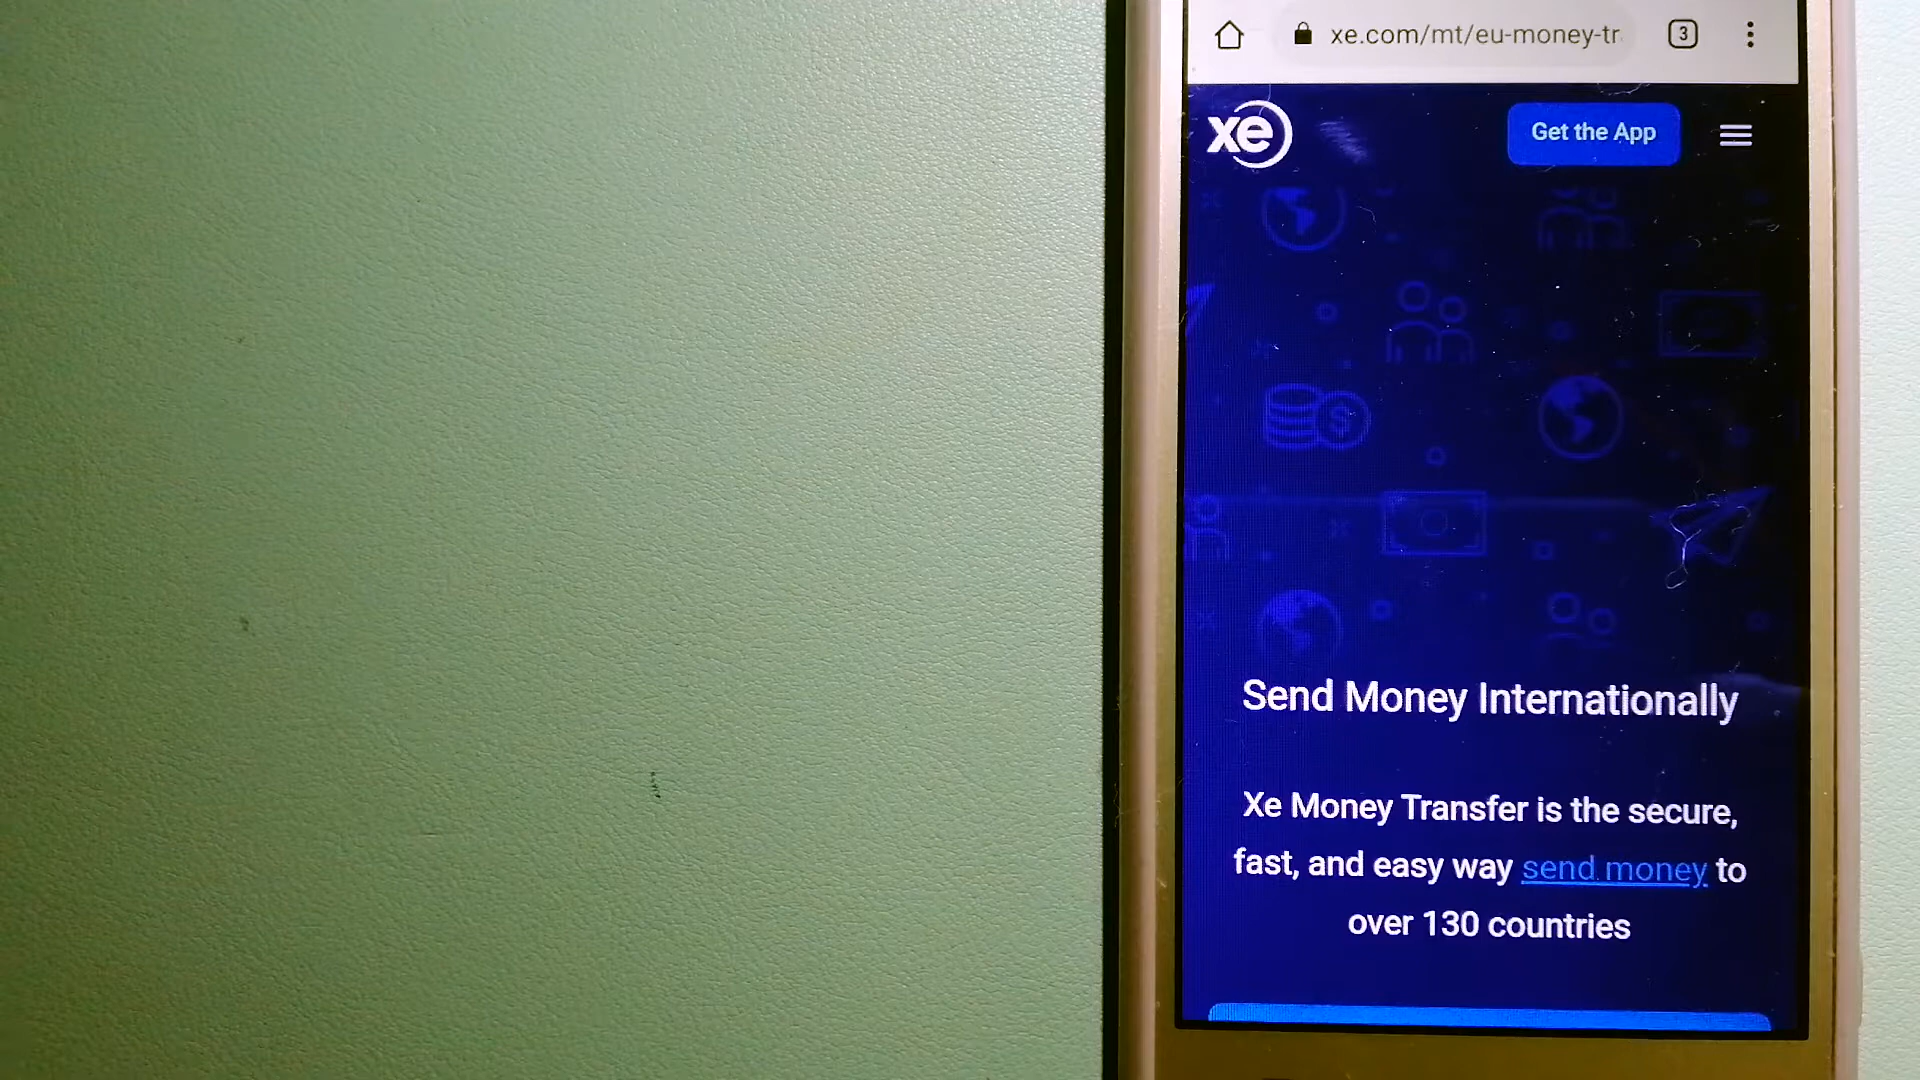 xe.com/mt/eu-money-tr
3
xe
Get the App
Send Money Internationally
Xe Money Transfer is the secure,
fast, and easy way send money to
over 130 countries